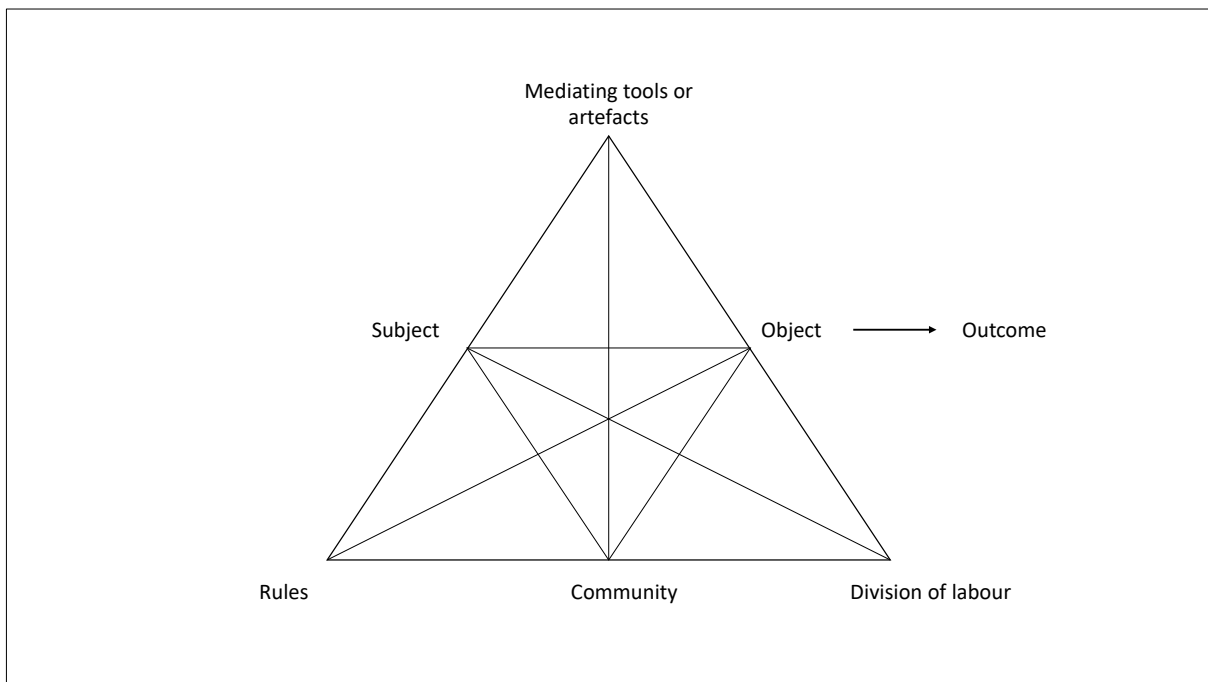 Mediating tools or
artefacts
Subject
Object
Outcome
Rules
Community
Division of labour